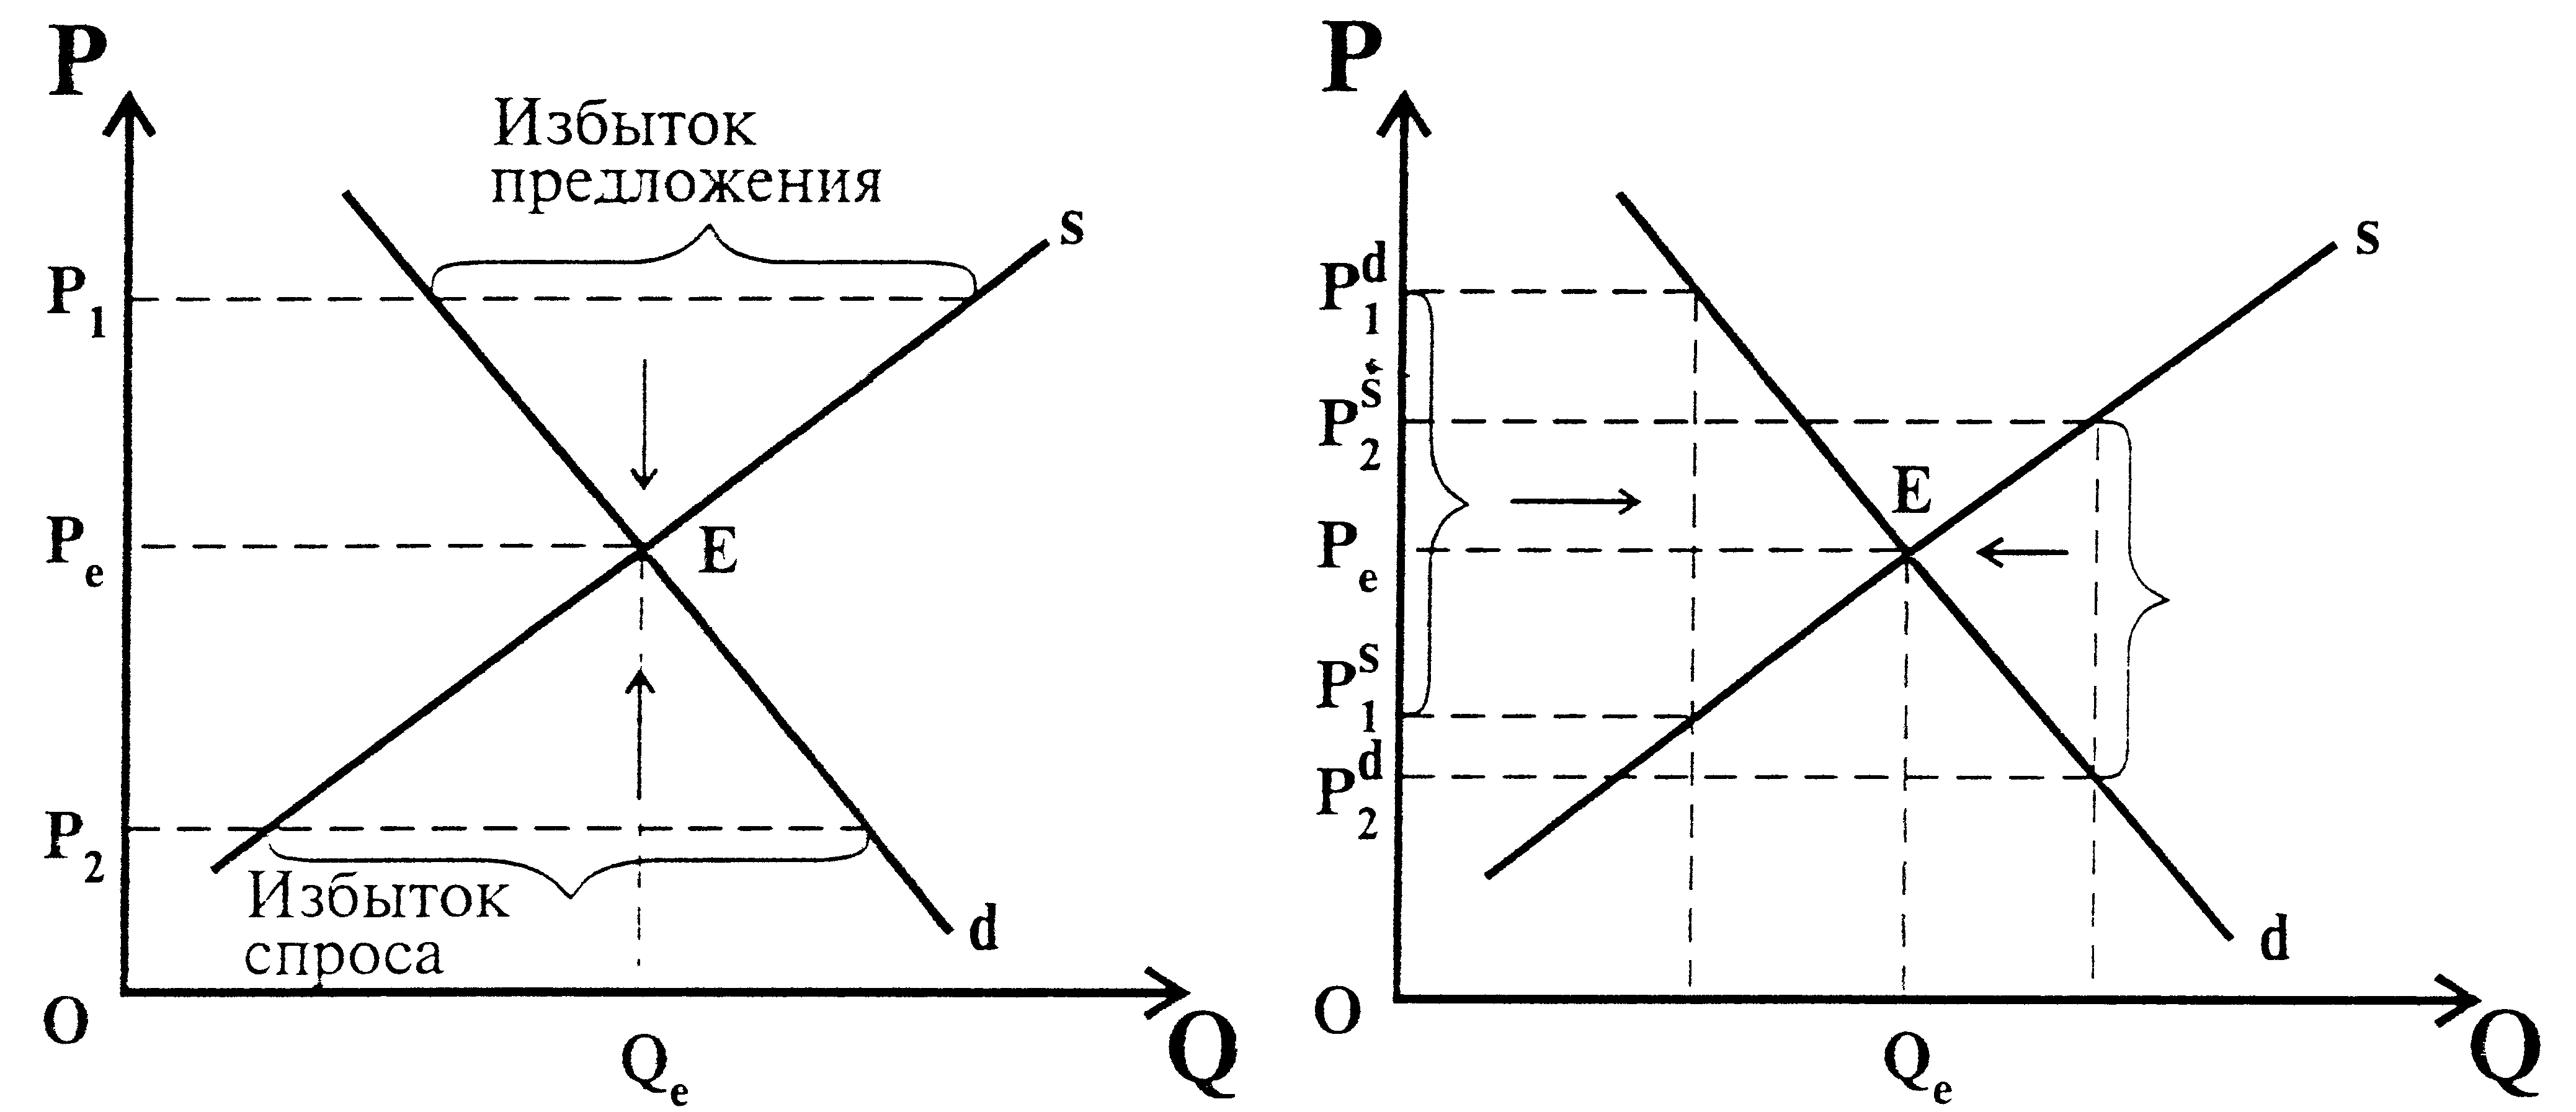 P
Избыток
предложения
s
P1
Pe
E
P2
Избыток
спроса
d
O
Qe
Q
P
s
P1d
P2s
E
Pe
P1s
P2d
d
O
Qe
Q